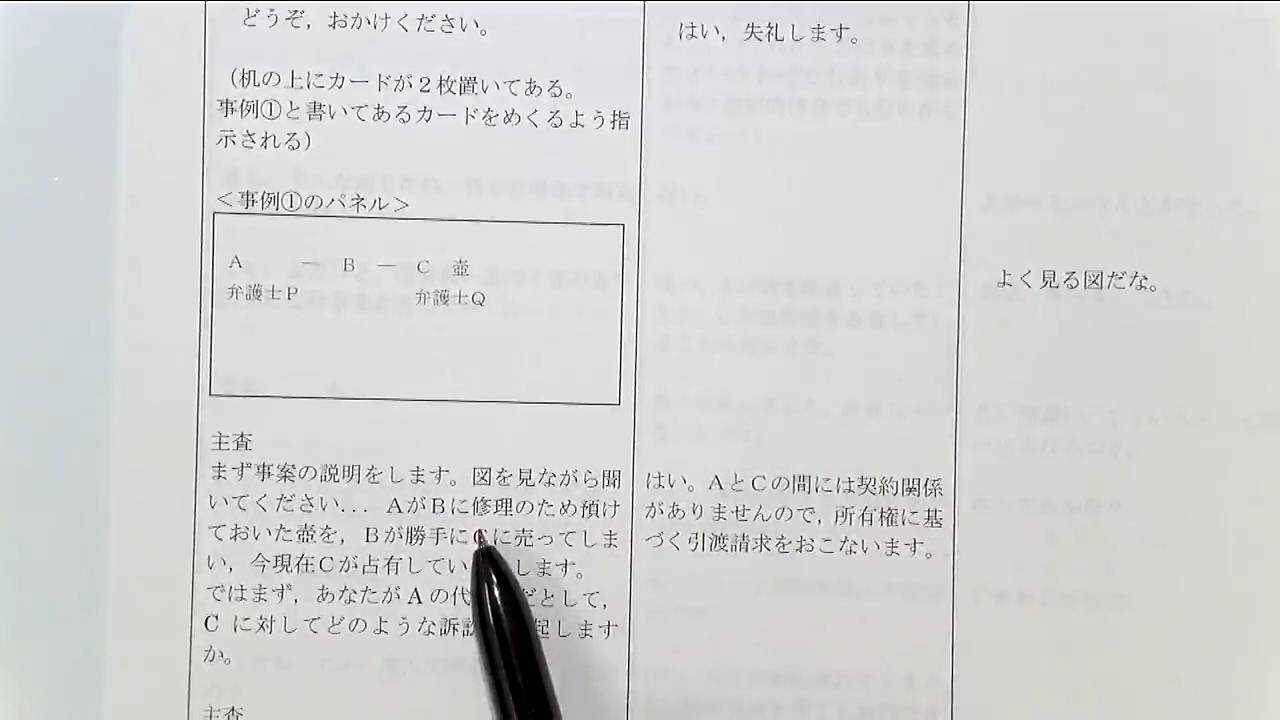 どうぞ，おかけください。
（机の上にカードが２枚置いてある。
事例①と書いてあるカードをめくるよう指
示される）
＜事例①のパネル＞
Ａ　―　Ｂ　―　Ｃ　壺
弁護士Ｐ　弁護士Ｑ
主査
まず事案の説明をします。図を見ながら聞
いてください... ＡがＢに修理のため預け
ておいた壺を，Ｂが勝手にＣに売ってしま
い，今現在Ｃが占有してい　します。
ではまず，あなたがＡの代　だとして，
Ｃに対してどのような訴訟　起します
か。
主査
はい，失礼します。
はい。ＡとＣの間には契約関係
がありませんので，所有権に基
づく引渡請求をおこないます。
よく見る図だな。